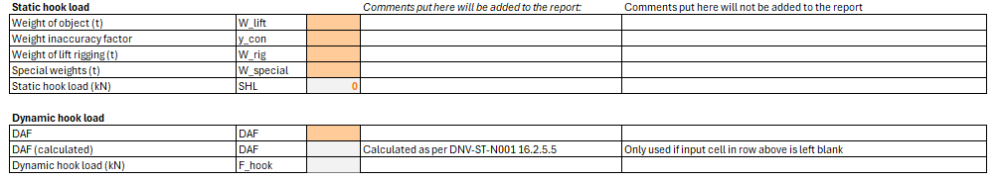 Static hook load Comments put here will be added to the report: Comments put here will not be added to the report
Weight of object (t) W_lift
Weight inaccuracy factor y_con
Weight of lift rigging (t) W_rig
Special weights (t) W_special
Static hook load (kN) SHL 0
Dynamic hook load
DAF DAF
DAF (calculated) DAF Calculated as per DNV-ST-N001 16.2.5.5 Only used if input cell in row above is left blank
Dynamic hook load (kN) F_hook